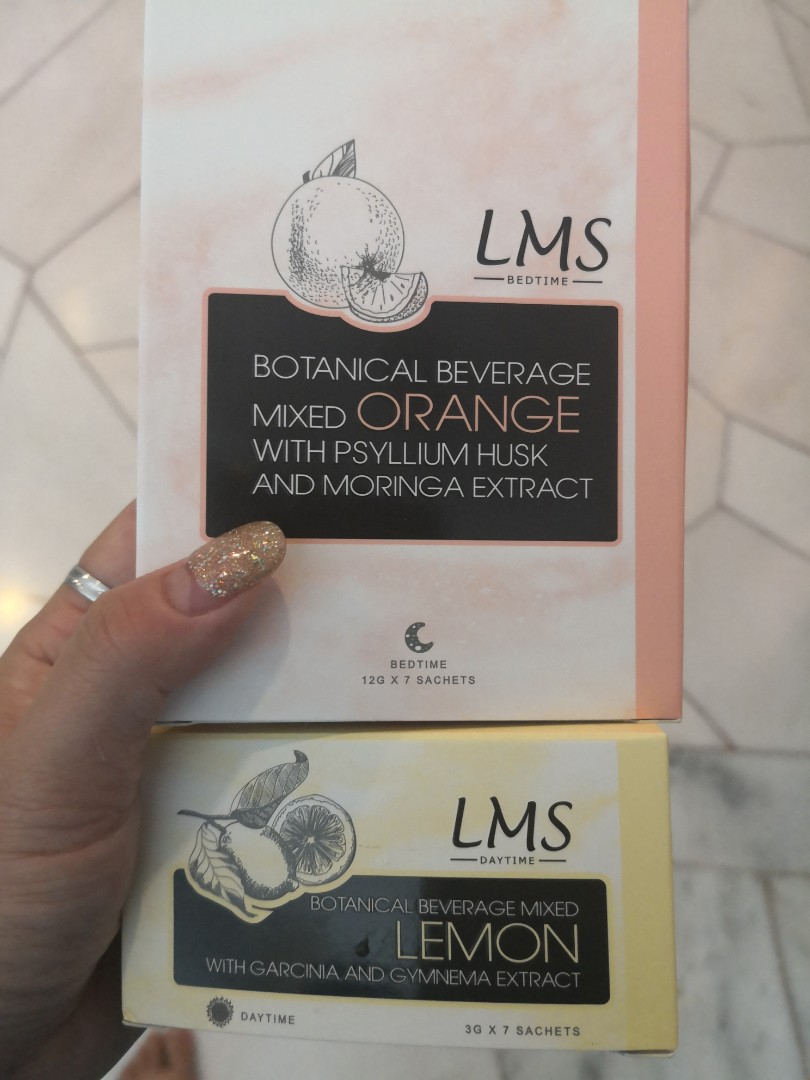 LMS
BEDTIME
BOTANICAL BEVERAGE
MIXED ORANGE
WITH PSYLLIUM HUSK
AND MORINGA EXTRACT
BEDTIME
12G X 7 SACHETS
LMS
DAYTIME
BOTANICAL BEVERAGE MIXED
LEMON
WITH GARCINIA AND GYMNEMA EXTRACT
DAYTIME
3G X 7 SACHETS